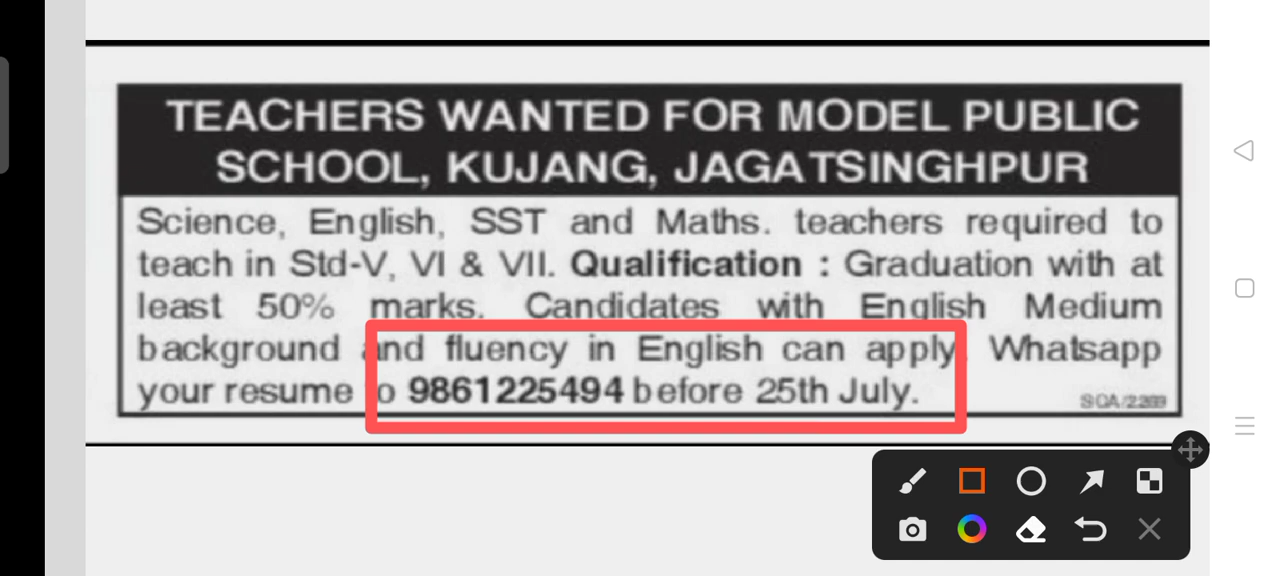 TEACHERS WANTED FOR MODEL PUBLIC
SCHOOL, KUJANG, JAGATSINGHPUR
Science, English, SST and Maths. teachers required to
teach in Std-V, VI & VII. Qualification : Graduation with at
least 50% marks. Candidates with English Medium
background and fluency in English can apply. Whatsapp
your resume to 9861225494 before 25th July.